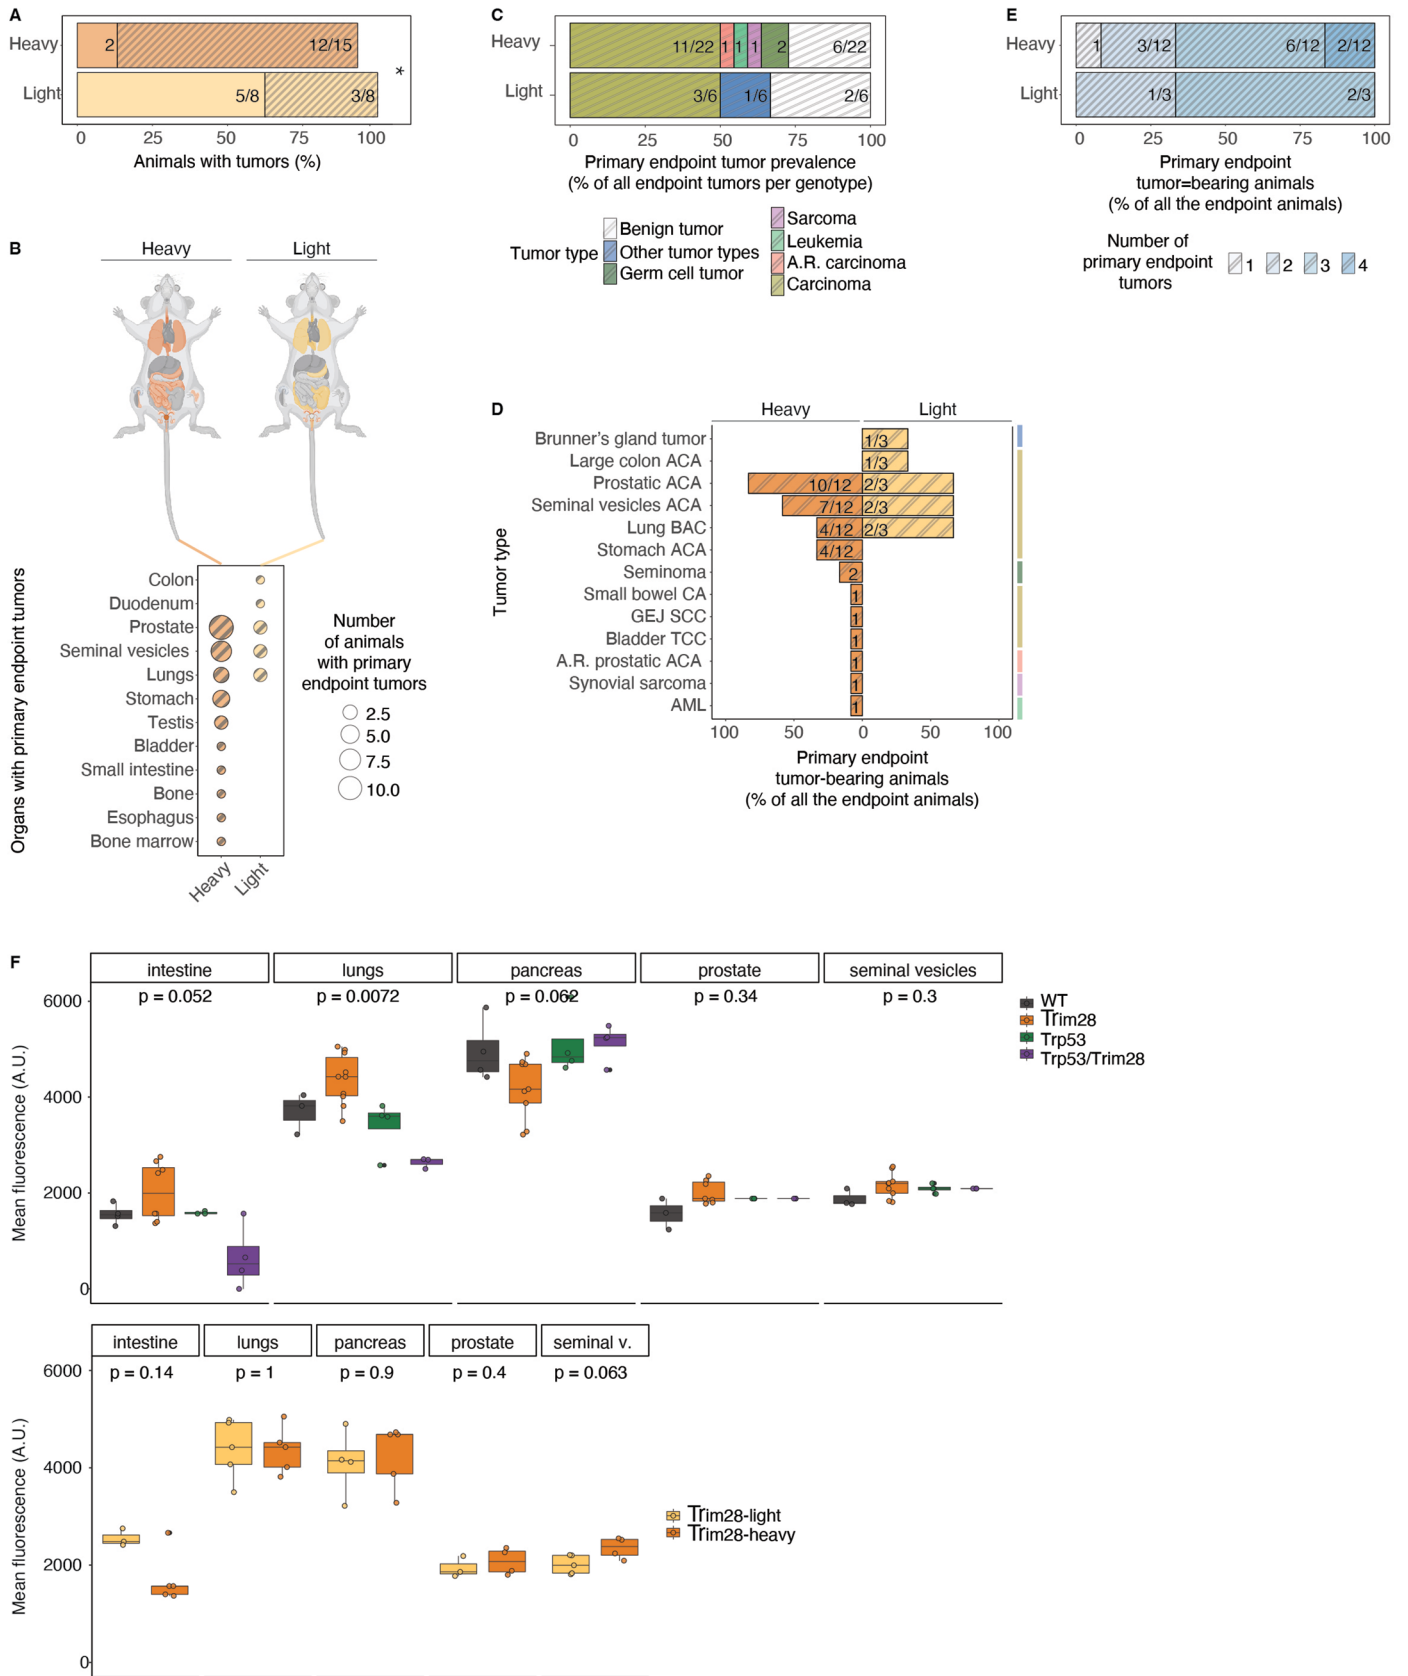 A
Heavy
2
12/15
*
Light
5/8
3/8
0
25
50
75
100
Animals with tumors (%)
C
Heavy
11/22
1
1
1
2
6/22
Light
3/6
1/6
2/6
0
25
50
75
100
Primary endpoint tumor prevalence
(% of all endpoint tumors per genotype)
Tumor type
Benign tumor
Other tumor types
Germ cell tumor
Sarcoma
Leukemia
A.R. carcinoma
Carcinoma
E
Heavy
1
3/12
6/12
2/12
Light
1/3
2/3
0
25
50
75
100
Primary endpoint
tumor=bearing animals
(% of all the endpoint animals)
Number of
primary endpoint
tumors
1
2
3
4
B
Heavy
Light
Organs with primary endpoint tumors
Colon
Duodenum
Prostate
Seminal vesicles
Lungs
Stomach
Testis
Bladder
Small intestine
Bone
Esophagus
Bone marrow
Heavy
Light
Number
of animals
with primary
endpoint tumors
2.5
5.0
7.5
10.0
D
Heavy
Light
Tumor type
Brunner's gland tumor
1/3
Large colon ACA
1/3
Prostatic ACA
10/12
2/3
Seminal vesicles ACA
7/12
2/3
Lung BAC
4/12
2/3
Stomach ACA
4/12
Seminoma
2
Small bowel CA
1
GEJ SCC
1
Bladder TCC
1
A.R. prostatic ACA
1
Synovial sarcoma
1
AML
1
100
50
0
50
100
Primary endpoint
tumor-bearing animals
(% of all the endpoint animals)
F
Mean fluorescence (A.U.)
6000
4000
2000
0
intestine
p = 0.052
lungs
p = 0.0072
pancreas
p = 0.062
prostate
p = 0.34
seminal vesicles
p = 0.3
WT
Trim28
Trp53
Trp53/Trim28
Mean fluorescence (A.U.)
6000
4000
2000
0
intestine
p = 0.14
lungs
p = 1
pancreas
p = 0.9
prostate
p = 0.4
seminal v.
p = 0.063
Trim28-light
Trim28-heavy